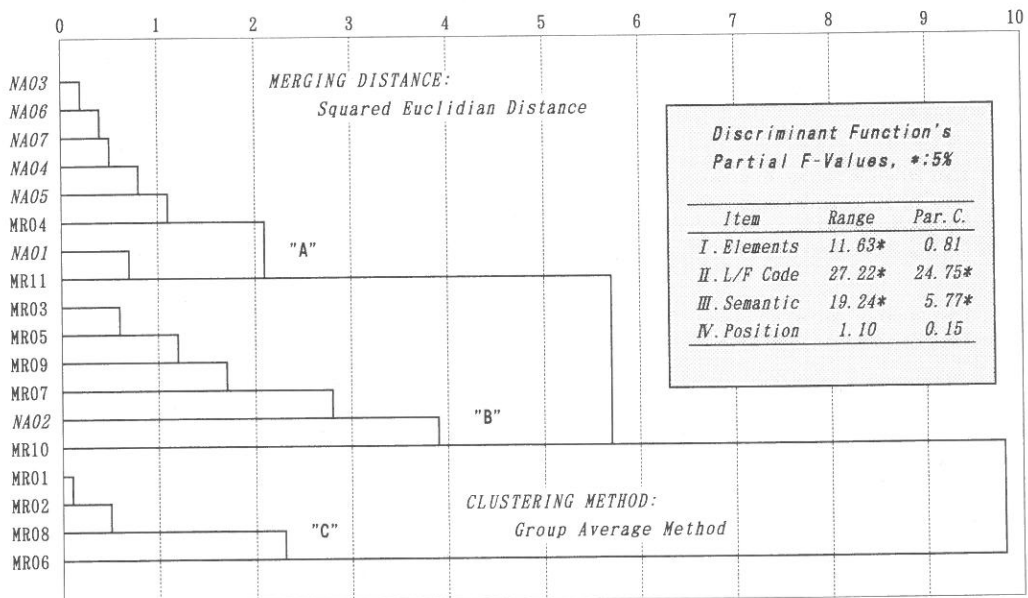 0 1 2 3 4 5 6 7 8 9 10
NA03
NA06
NA07
NA04
NA05
MR04
NA01
MR11
MR03
MR05
MR09
MR07
NA02
MR10
MR01
MR02
MR08
MR06
MERGING DISTANCE:
Squared Euclidian Distance
"A"
"B"
"C"
CLUSTERING METHOD:
Group Average Method
Discriminant Function's
Partial F-Values, *:5%
Item Range Par.C.
Ⅰ.Elements 11.63* 0.81
Ⅱ.L/F Code 27.22* 24.75*
Ⅲ.Semantic 19.24* 5.77*
Ⅳ.Position 1.10 0.15